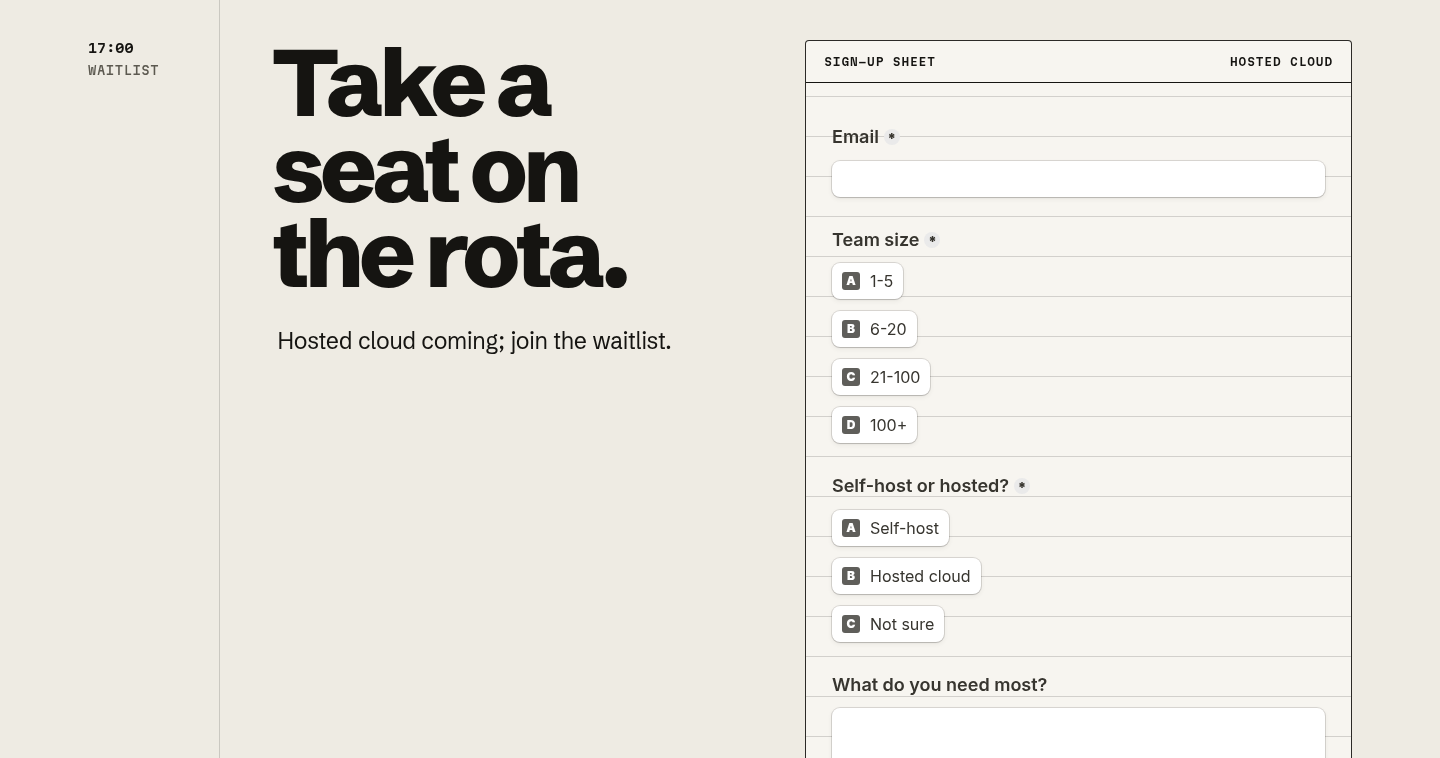 17:00
WAITLIST
Take a
seat on
the rota.
Hosted cloud coming; join the waitlist.
SIGN-UP SHEET
HOSTED CLOUD
Email *
Team size *
A 1-5
B 6-20
C 21-100
D 100+
Self-host or hosted? *
A Self-host
B Hosted cloud
C Not sure
What do you need most?